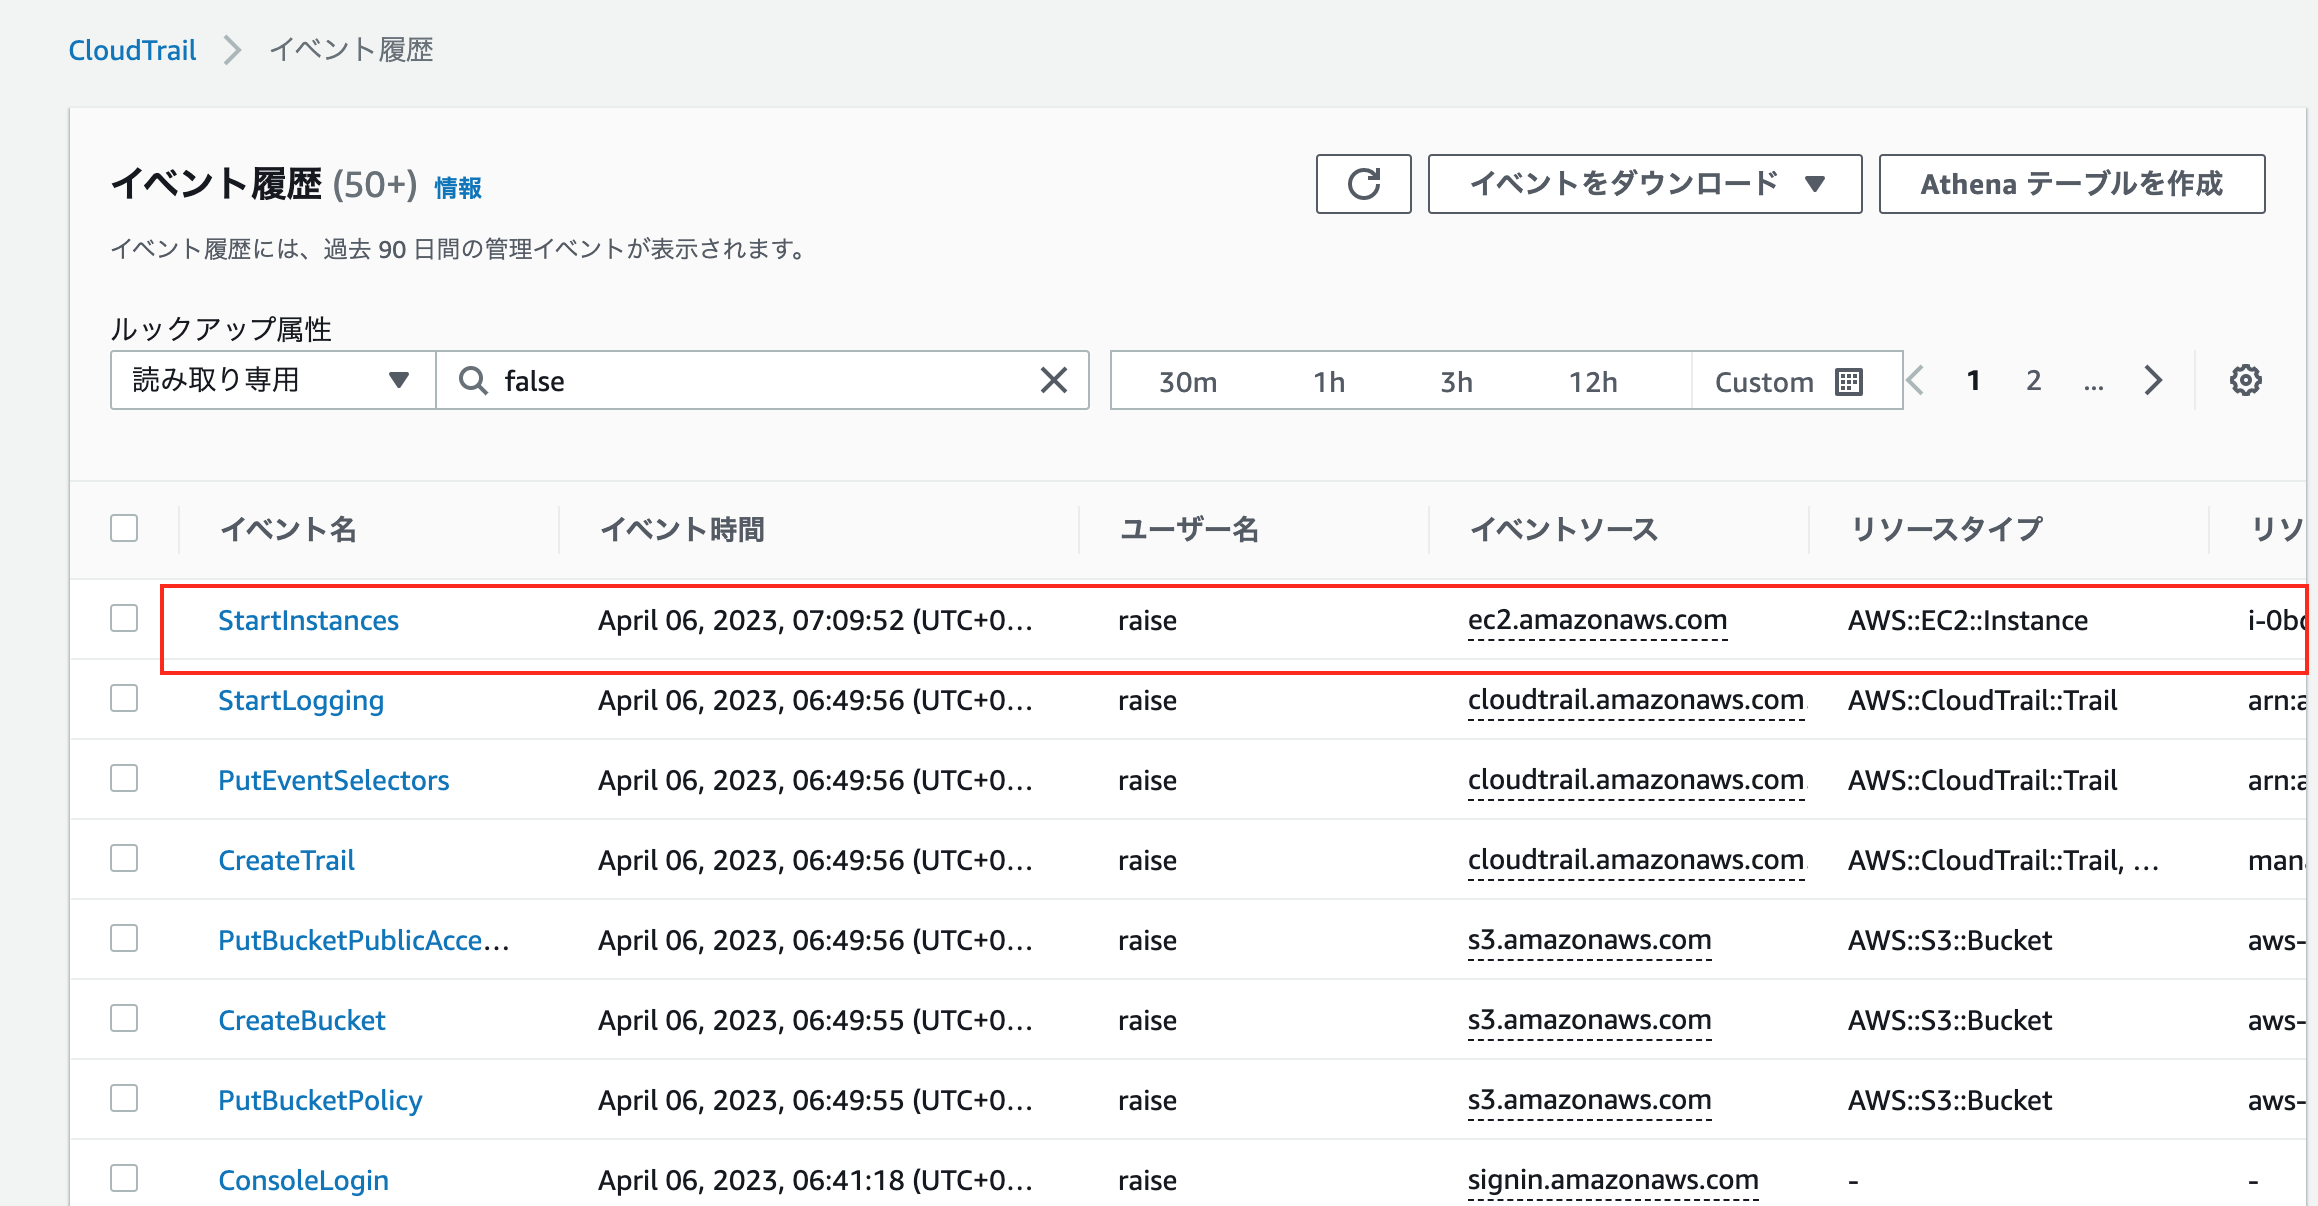 CloudTrail > イベント履歴
イベント履歴 (50+) 情報
イベントをダウンロード
Athena テーブルを作成
イベント履歴には、過去 90 日間の管理イベントが表示されます。
ルックアップ属性
読み取り専用 false 30m 1h 3h 12h Custom 1 2 ...
イベント名 イベント時間 ユーザー名 イベントソース リソースタイプ リソ
StartInstances April 06, 2023, 07:09:52 (UTC+0… raise ec2.amazonaws.com AWS::EC2::Instance i-0bc
StartLogging April 06, 2023, 06:49:56 (UTC+0… raise cloudtrail.amazonaws.com AWS::CloudTrail::Trail arn:a
PutEventSelectors April 06, 2023, 06:49:56 (UTC+0… raise cloudtrail.amazonaws.com AWS::CloudTrail::Trail arn:a
CreateTrail April 06, 2023, 06:49:56 (UTC+0… raise cloudtrail.amazonaws.com AWS::CloudTrail::Trail, … man
PutBucketPublicAcce… April 06, 2023, 06:49:56 (UTC+0… raise s3.amazonaws.com AWS::S3::Bucket aws-
CreateBucket April 06, 2023, 06:49:55 (UTC+0… raise s3.amazonaws.com AWS::S3::Bucket aws-
PutBucketPolicy April 06, 2023, 06:49:55 (UTC+0… raise s3.amazonaws.com AWS::S3::Bucket aws-
ConsoleLogin April 06, 2023, 06:41:18 (UTC+0… raise signin.amazonaws.com - -